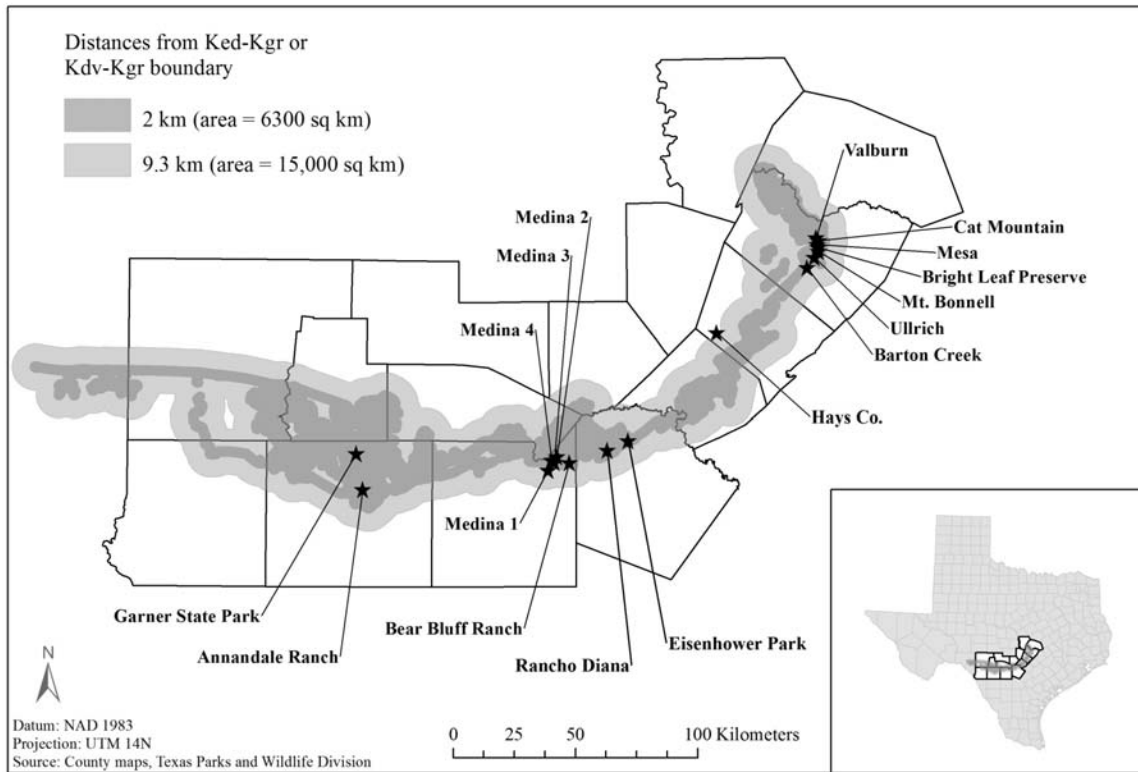 Distances from Ked-Kgr or
Kdv-Kgr boundary
2 km (area = 6300 sq km)
9.3 km (area = 15,000 sq km)
Valburn
Medina 2
Cat Mountain
Medina 3
Mesa
Bright Leaf Preserve
Mt. Bonnell
Medina 4
Ullrich
Barton Creek
Hays Co.
Medina 1
Garner State Park
Bear Bluff Ranch
Eisenhower Park
Annandale Ranch
Rancho Diana
N
Datum: NAD 1983
Projection: UTM 14N
Source: County maps, Texas Parks and Wildlife Division
0 25 50 100 Kilometers